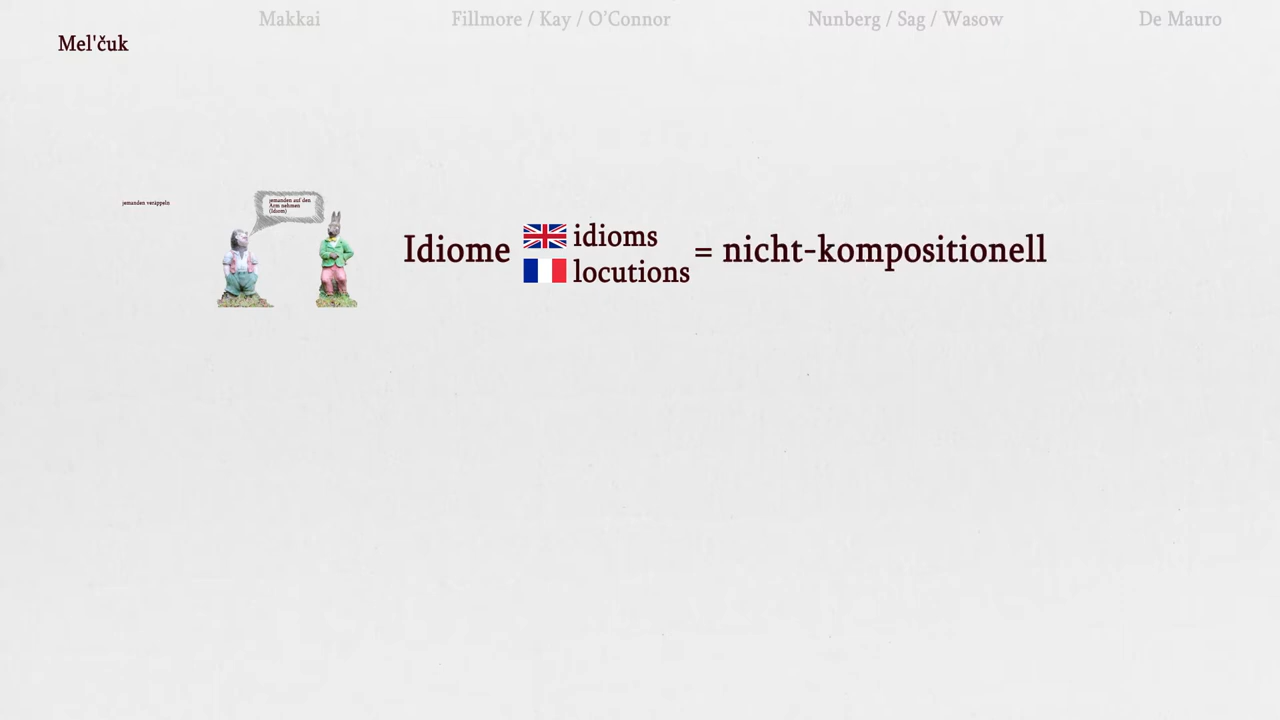 Makkai
Fillmore / Kay / O’Connor
Nunberg / Sag / Wasow
De Mauro
Mel'čuk
jemanden veräppeln
jemanden auf den
Arm nehmen
(Idiom)
Idiome
idioms
locutions
= nicht-kompositionell